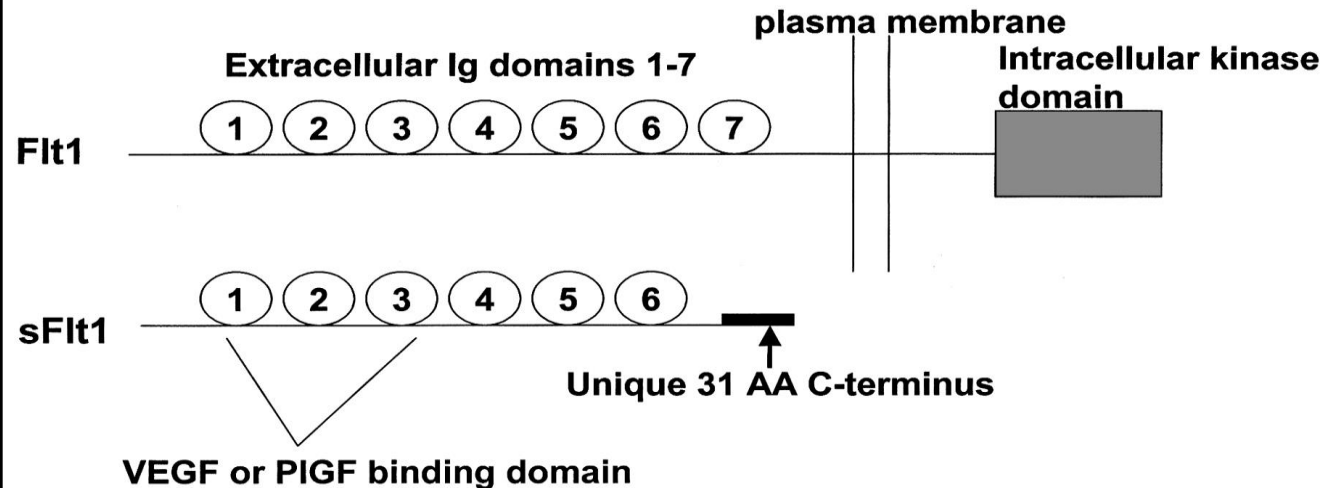 plasma membrane
Extracellular Ig domains 1-7
Intracellular kinase
domain
Flt1
1 2 3 4 5 6 7
sFlt1
1 2 3 4 5 6
Unique 31 AA C-terminus
VEGF or PlGF binding domain